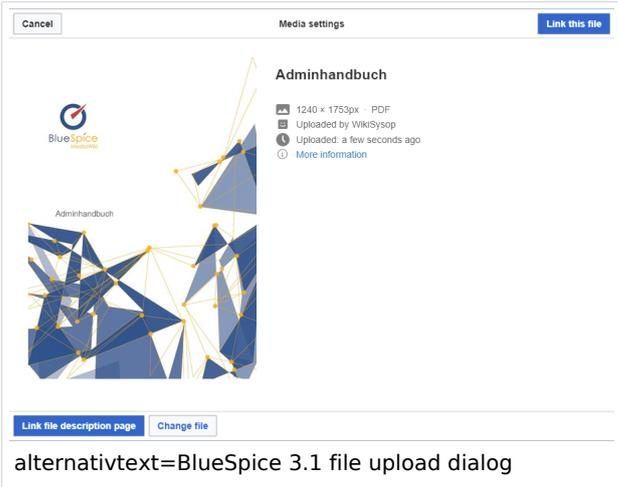 Cancel
Media settings
Link this file
BlueSpice
MediaWiki
Adminhandbuch
Adminhandbuch
1240 × 1753px · PDF
Uploaded by WikiSysop
Uploaded: a few seconds ago
More information
Link file description page
Change file
alternativtext=BlueSpice 3.1 file upload dialog